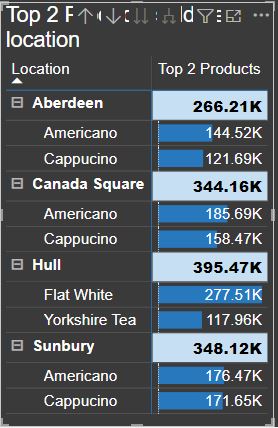 Top 2 P
location
Location Top 2 Products
Aberdeen 266.21K
Americano 144.52K
Cappucino 121.69K
Canada Square 344.16K
Americano 185.69K
Cappucino 158.47K
Hull 395.47K
Flat White 277.51K
Yorkshire Tea 117.96K
Sunbury 348.12K
Americano 176.47K
Cappucino 171.65K